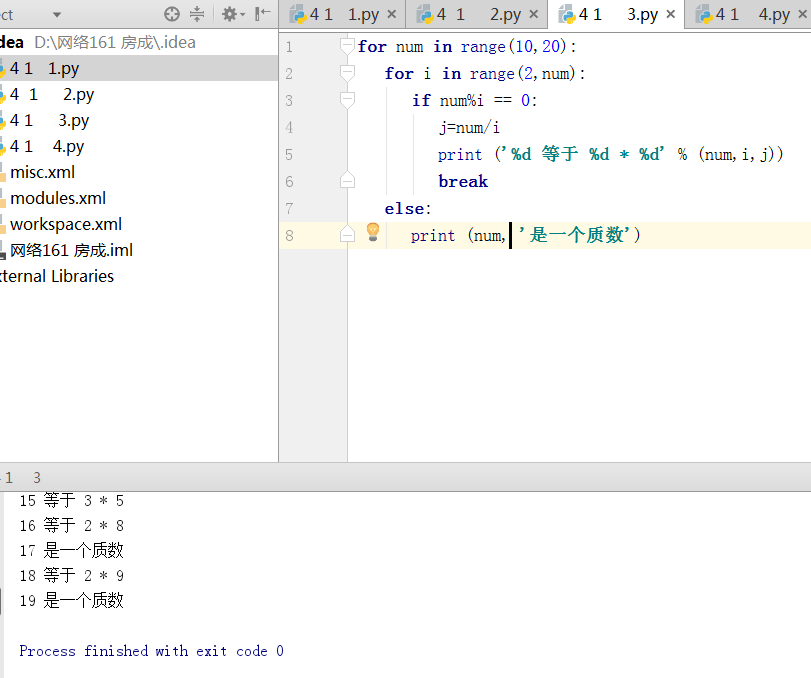 ct
4 1 1.py
4 1 2.py
4 1 3.py
4 1 4.py
dea D:\网络161 房成\.idea
4 1 1.py
4 1 2.py
4 1 3.py
4 1 4.py
misc.xml
modules.xml
workspace.xml
网络161 房成.iml
xternal Libraries
1 for num in range(10,20):
2 for i in range(2,num):
3 if num%i == 0:
4 j=num/i
5 print ('%d 等于 %d * %d' % (num,i,j))
6 break
7 else:
8 print (num, '是一个质数')
1 3
15 等于 3 * 5
16 等于 2 * 8
17 是一个质数
18 等于 2 * 9
19 是一个质数
Process finished with exit code 0